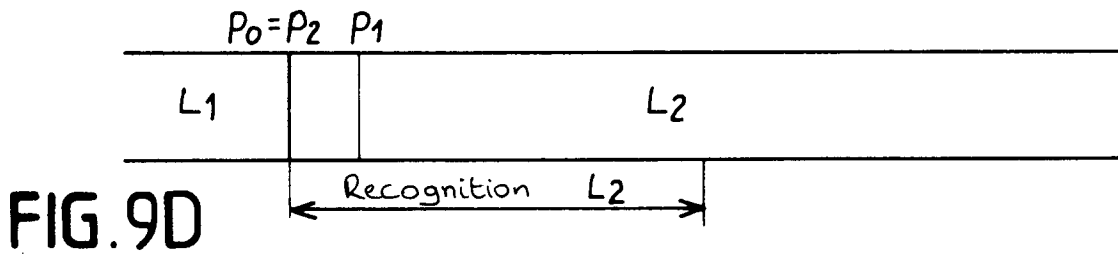 P0=P2 P1
L1 L2
Recognition L2
FIG.9D